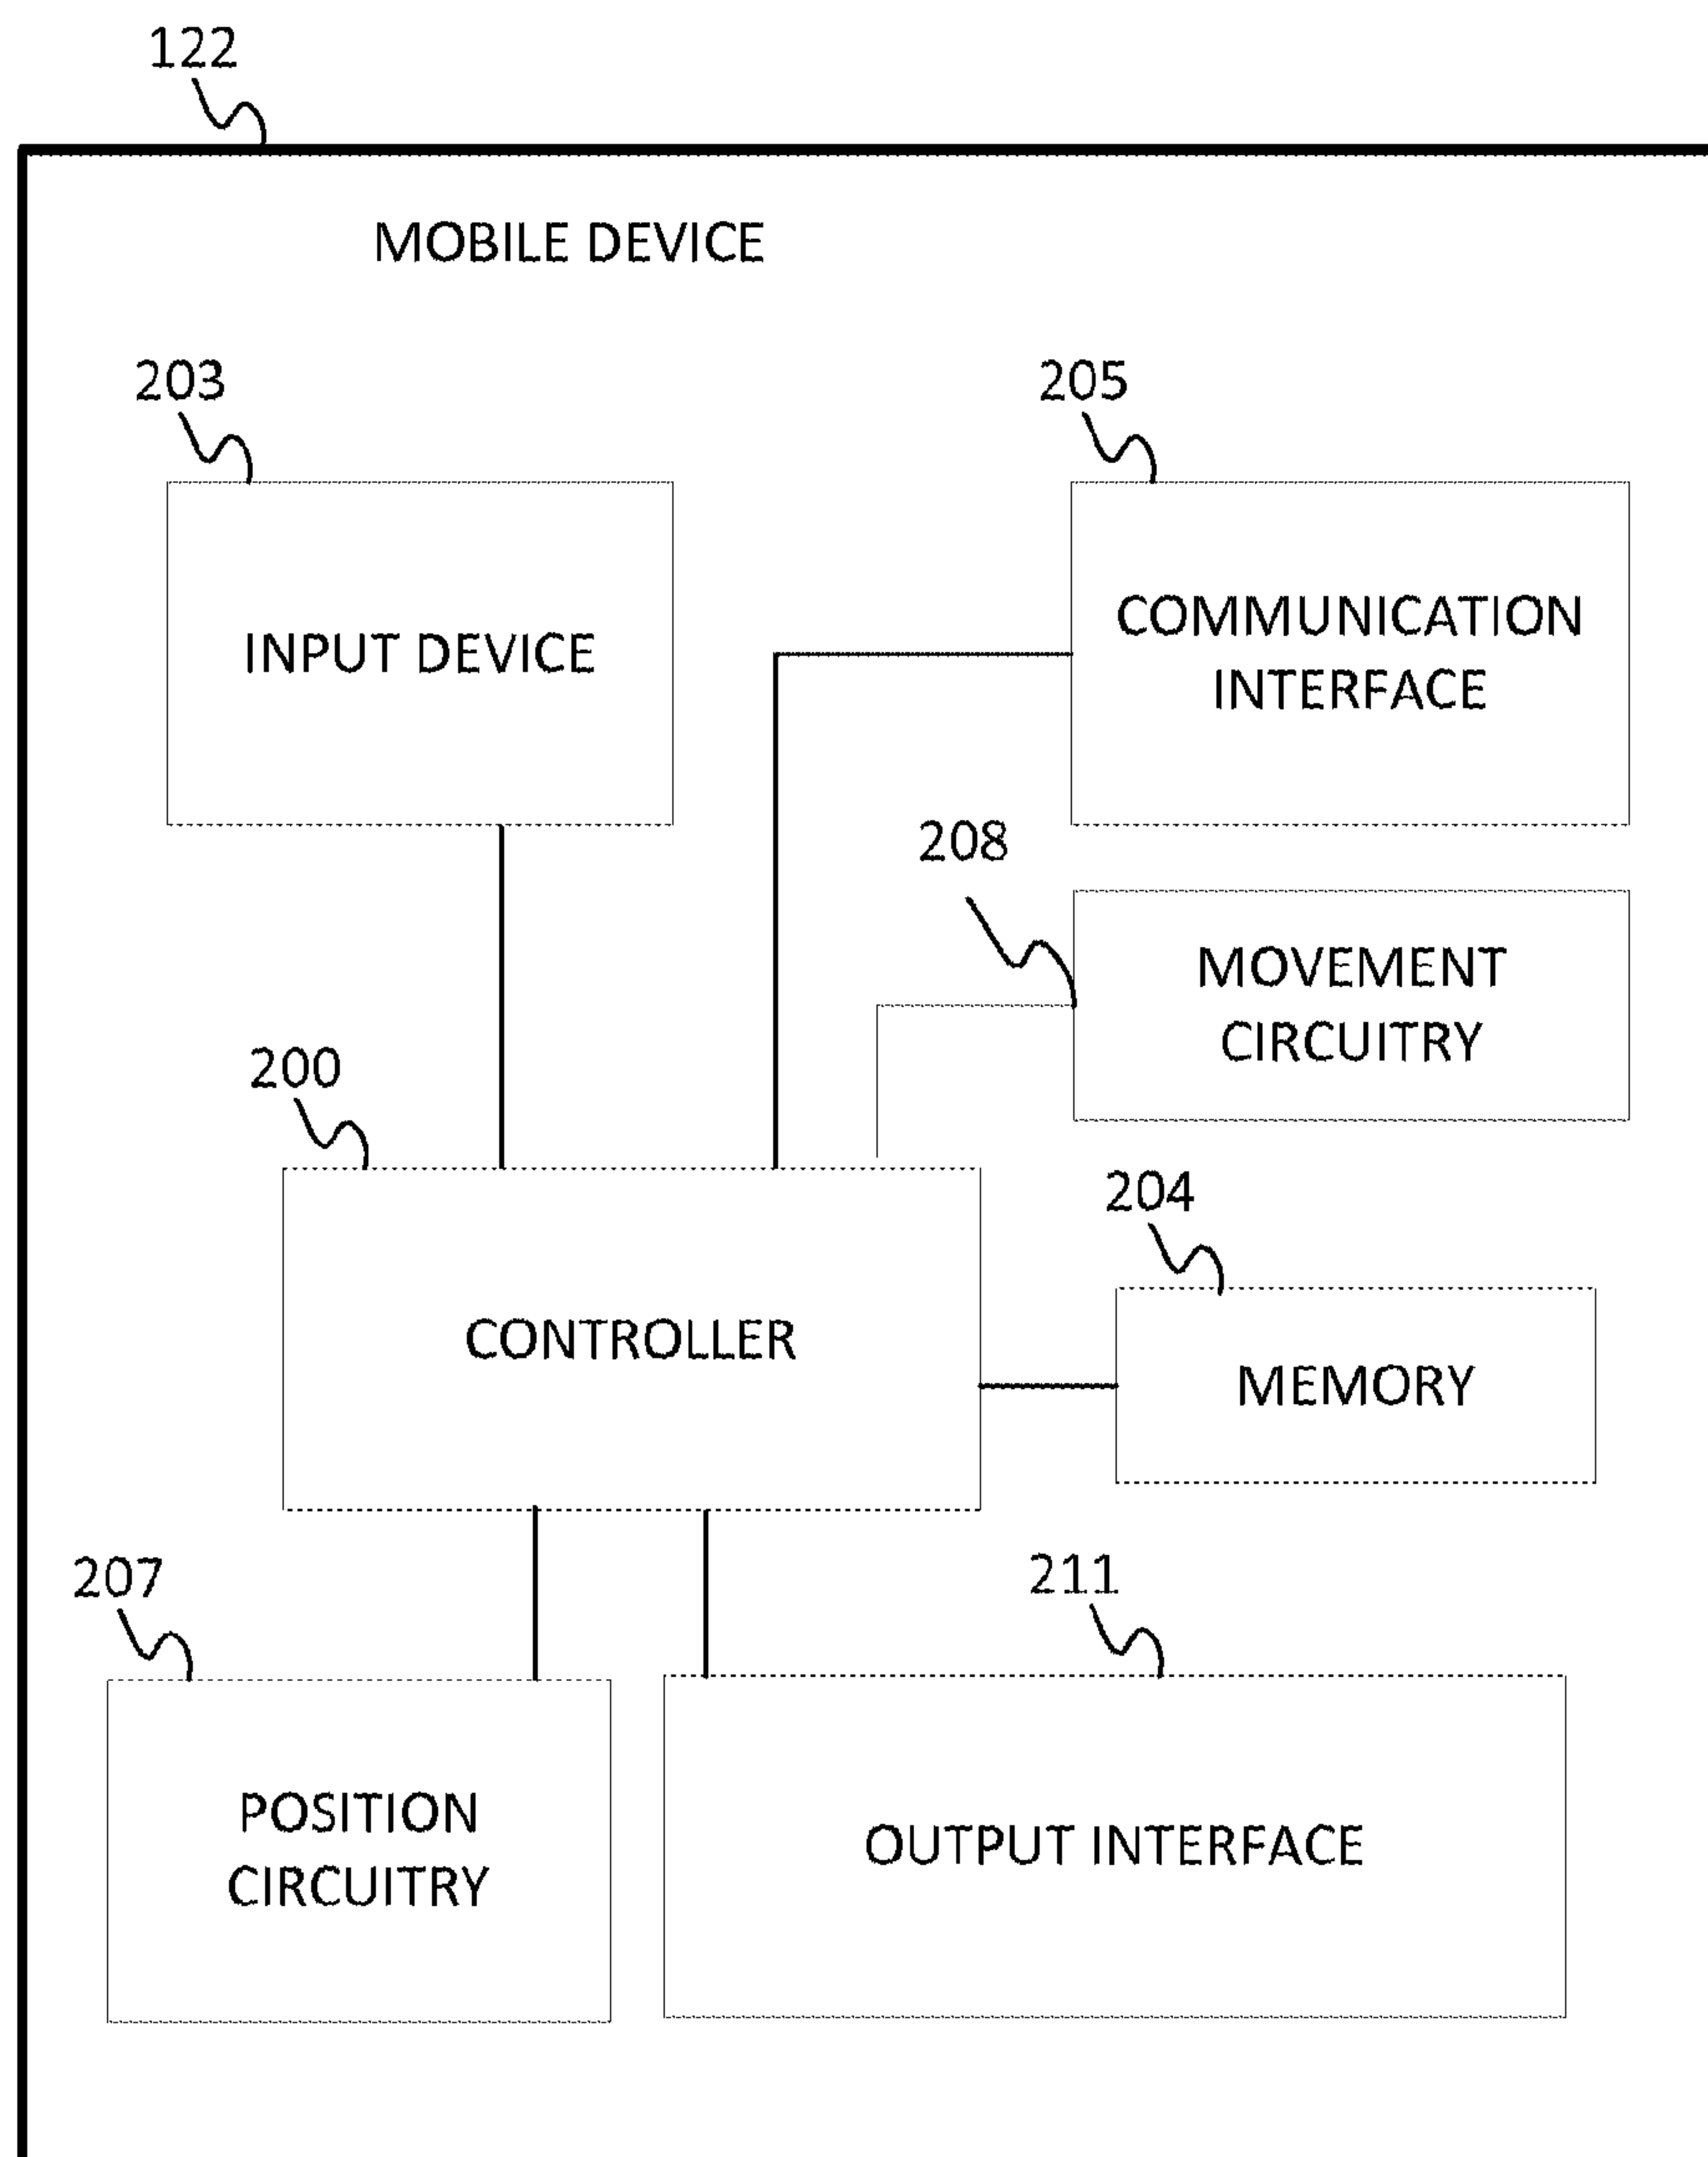 122
MOBILE DEVICE
203
205
INPUT DEVICE
COMMUNICATION
INTERFACE
208
MOVEMENT
CIRCUITRY
200
204
CONTROLLER
MEMORY
207
211
POSITION
CIRCUITRY
OUTPUT INTERFACE